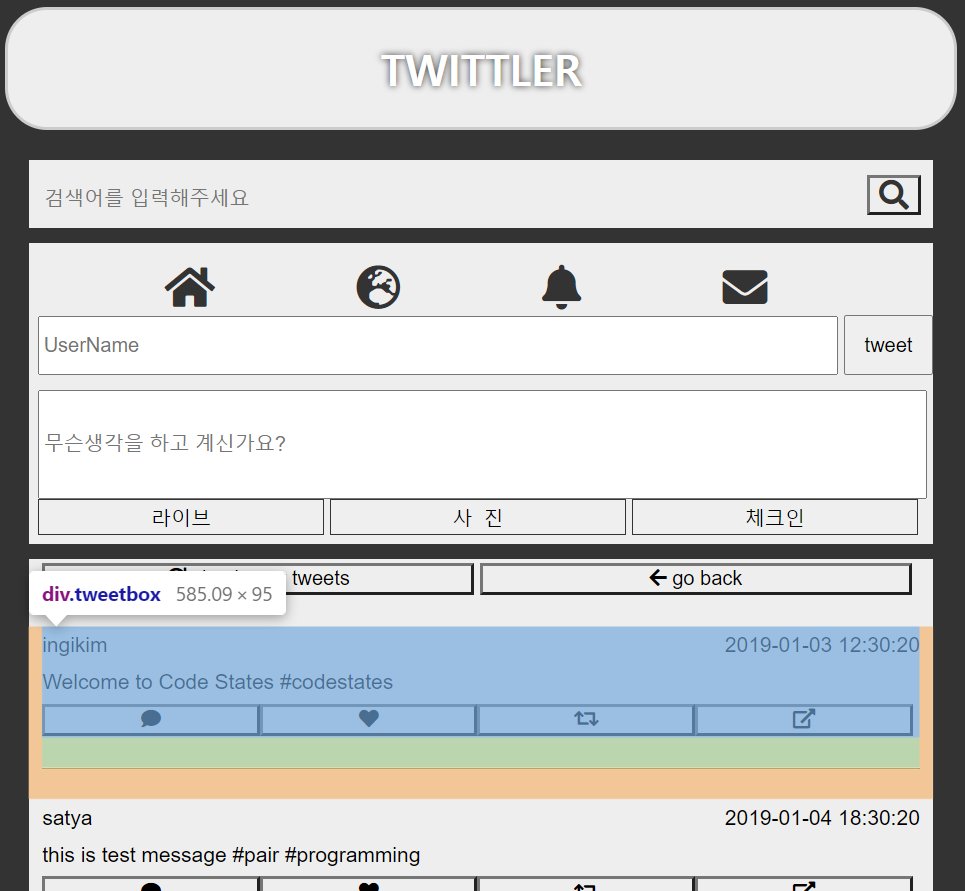 TWITTLER
검색어를 입력해주세요
UserName
tweet
무슨생각을 하고 계신가요?
라이브 사 진 체크인
tweets go back
div.tweetbox 585.09 × 95
ingikim 2019-01-03 12:30:20
Welcome to Code States #codestates
satya 2019-01-04 18:30:20
this is test message #pair #programming